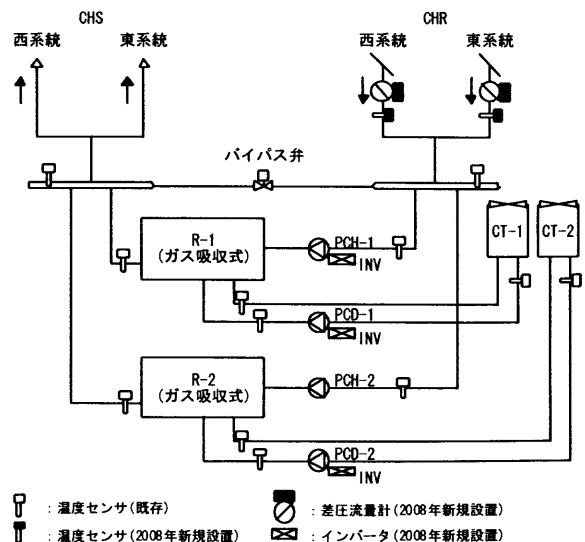 CHS
CHR
西系統
東系統
西系統
東系統
バイパス弁
R-1
(ガス吸収式)
PCH-1
INV
PCD-1
INV
CT-1
CT-2
R-2
(ガス吸収式)
PCH-2
PCD-2
INV
:温度センサ(既存)
:差圧流量計(2008年新規設置)
:温度センサ(2008年新規設置)
:インバータ(2008年新規設置)